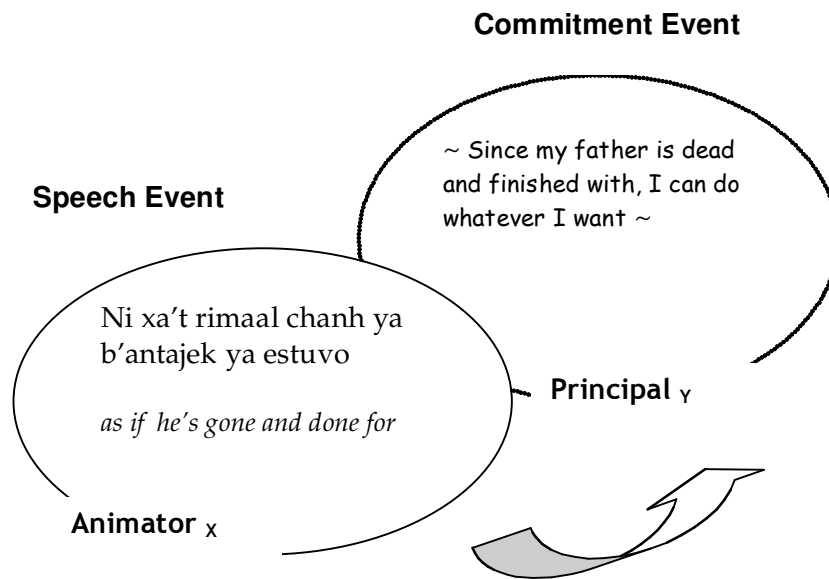 Commitment Event
~ Since my father is dead
and finished with, I can do
whatever I want ~
Speech Event
Ni xa't rimaal chanh ya
b'antajek ya estuvo
as if he's gone and done for
Principal Y
Animator X